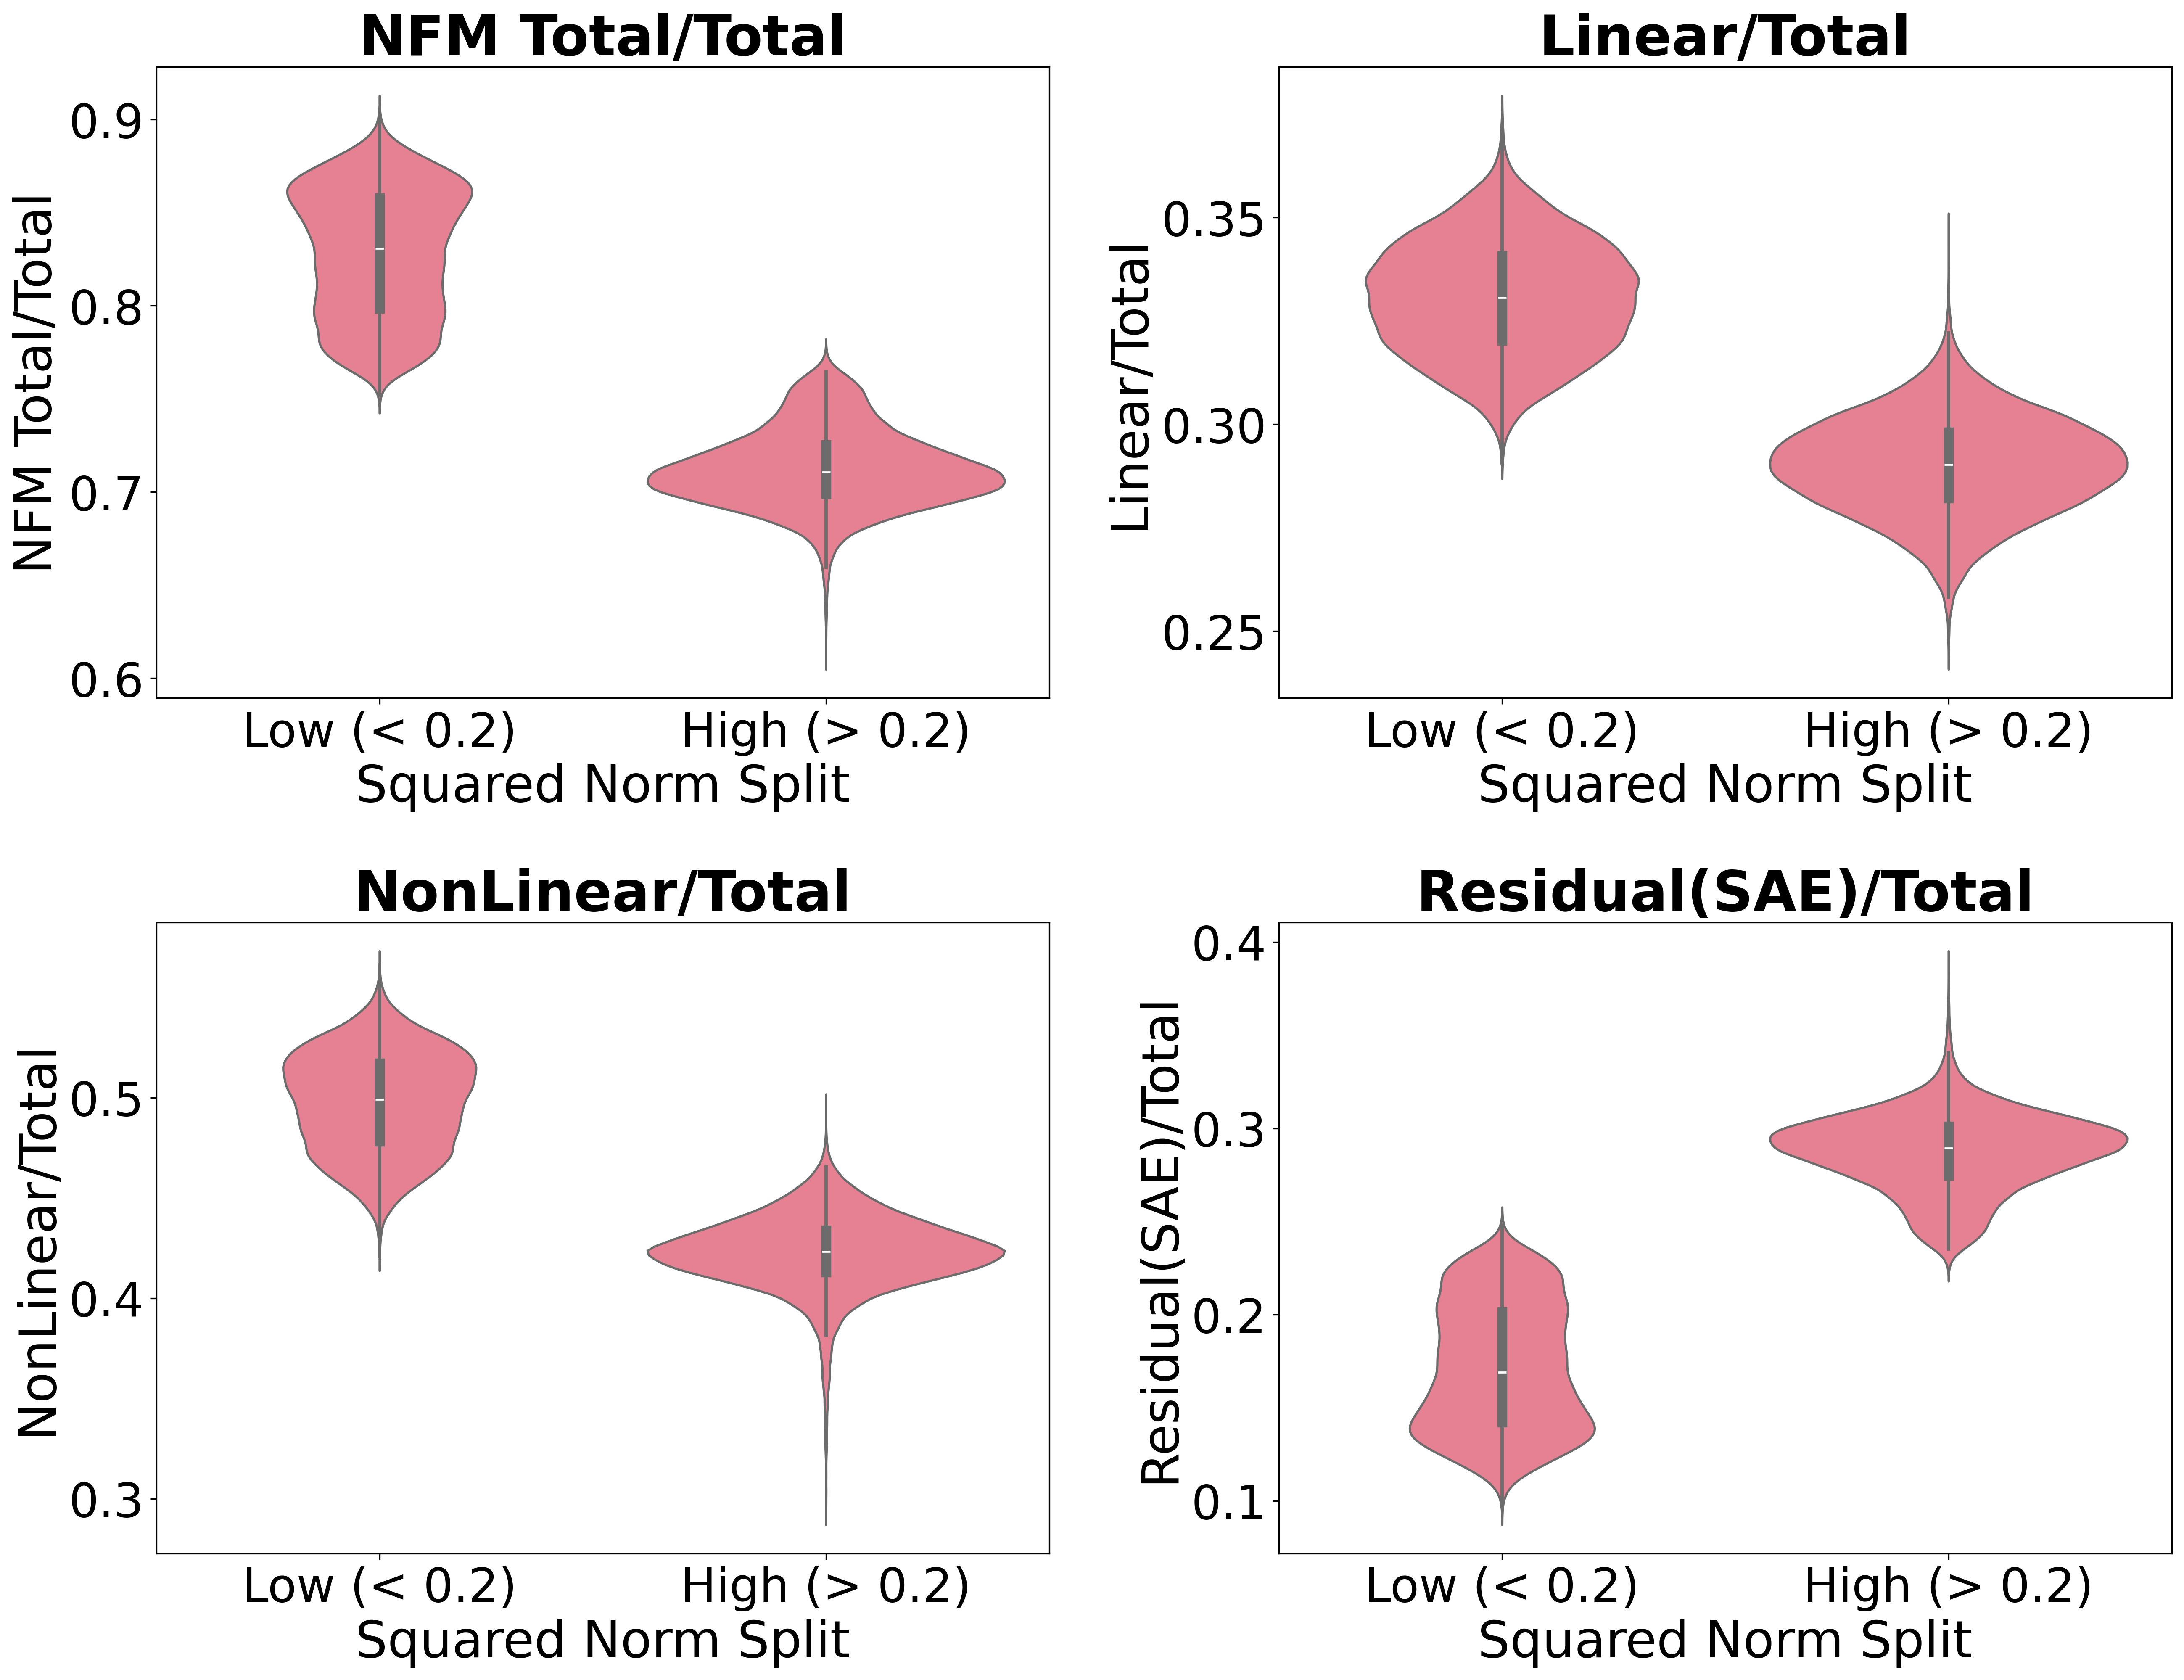 NFM Total/Total
NFM Total/Total
0.9
0.8
0.7
0.6
Low (< 0.2)
High (> 0.2)
Squared Norm Split
Linear/Total
Linear/Total
0.35
0.30
0.25
Low (< 0.2)
High (> 0.2)
Squared Norm Split
NonLinear/Total
NonLinear/Total
0.5
0.4
0.3
Low (< 0.2)
High (> 0.2)
Squared Norm Split
Residual(SAE)/Total
Residual(SAE)/Total
0.4
0.3
0.2
0.1
Low (< 0.2)
High (> 0.2)
Squared Norm Split